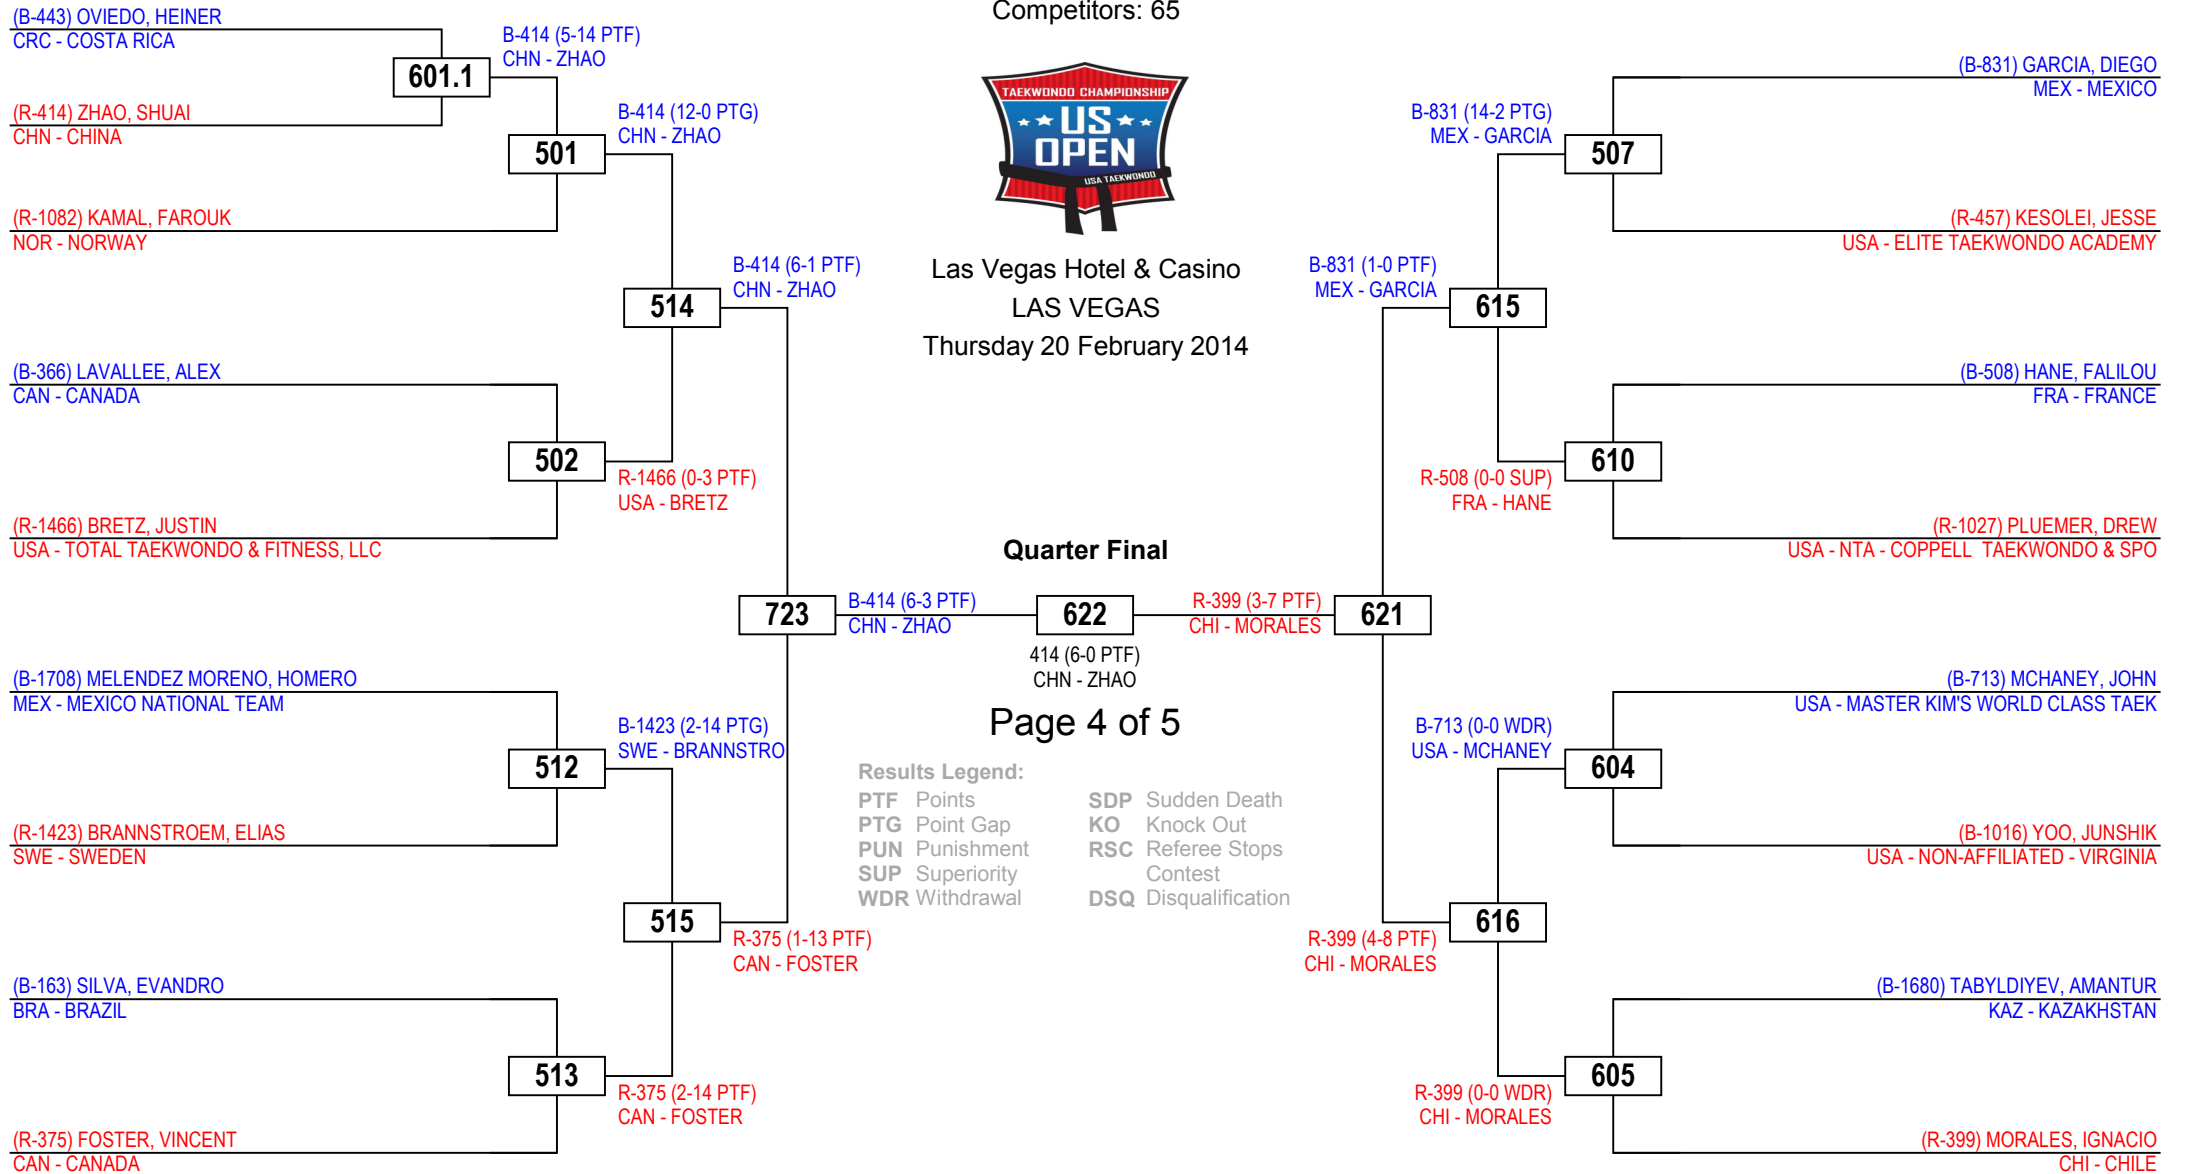 Competitors: 65
TAEKWONDO CHAMPIONSHIP
US
OPEN
USA TAEKWONDO
Las Vegas Hotel & Casino
LAS VEGAS
Thursday 20 February 2014
(B-443) OVIEDO, HEINER
CRC - COSTA RICA
601.1
(R-414) ZHAO, SHUAI
CHN - CHINA
B-414 (5-14 PTF)
CHN - ZHAO
501
(R-1082) KAMAL, FAROUK
NOR - NORWAY
B-414 (12-0 PTG)
CHN - ZHAO
514
(B-366) LAVALLEE, ALEX
CAN - CANADA
502
(R-1466) BRETZ, JUSTIN
USA - TOTAL TAEKWONDO & FITNESS, LLC
R-1466 (0-3 PTF)
USA - BRETZ
B-414 (6-1 PTF)
CHN - ZHAO
723
(B-1708) MELENDEZ MORENO, HOMERO
MEX - MEXICO NATIONAL TEAM
512
(R-1423) BRANNSTROEM, ELIAS
SWE - SWEDEN
B-1423 (2-14 PTG)
SWE - BRANNSTRO
515
(B-163) SILVA, EVANDRO
BRA - BRAZIL
513
(R-375) FOSTER, VINCENT
CAN - CANADA
R-375 (2-14 PTF)
CAN - FOSTER
R-375 (1-13 PTF)
CAN - FOSTER
Quarter Final
B-414 (6-3 PTF)
CHN - ZHAO
622
R-399 (3-7 PTF)
CHI - MORALES
414 (6-0 PTF)
CHN - ZHAO
Page 4 of 5
Results Legend:
PTF Points
PTG Point Gap
PUN Punishment
SUP Superiority
WDR Withdrawal
SDP Sudden Death
KO Knock Out
RSC Referee Stops
Contest
DSQ Disqualification
621
B-831 (1-0 PTF)
MEX - GARCIA
615
B-831 (14-2 PTG)
MEX - GARCIA
507
(B-831) GARCIA, DIEGO
MEX - MEXICO
(R-457) KESOLEI, JESSE
USA - ELITE TAEKWONDO ACADEMY
R-508 (0-0 SUP)
FRA - HANE
610
(B-508) HANE, FALILOU
FRA - FRANCE
(R-1027) PLUEMER, DREW
USA - NTA - COPPELL TAEKWONDO & SPO
R-399 (4-8 PTF)
CHI - MORALES
616
B-713 (0-0 WDR)
USA - MCHANEY
604
(B-713) MCHANEY, JOHN
USA - MASTER KIM'S WORLD CLASS TAEK
(B-1016) YOO, JUNSHIK
USA - NON-AFFILIATED - VIRGINIA
R-399 (0-0 WDR)
CHI - MORALES
605
(B-1680) TABYLDIYEV, AMANTUR
KAZ - KAZAKHSTAN
(R-399) MORALES, IGNACIO
CHI - CHILE